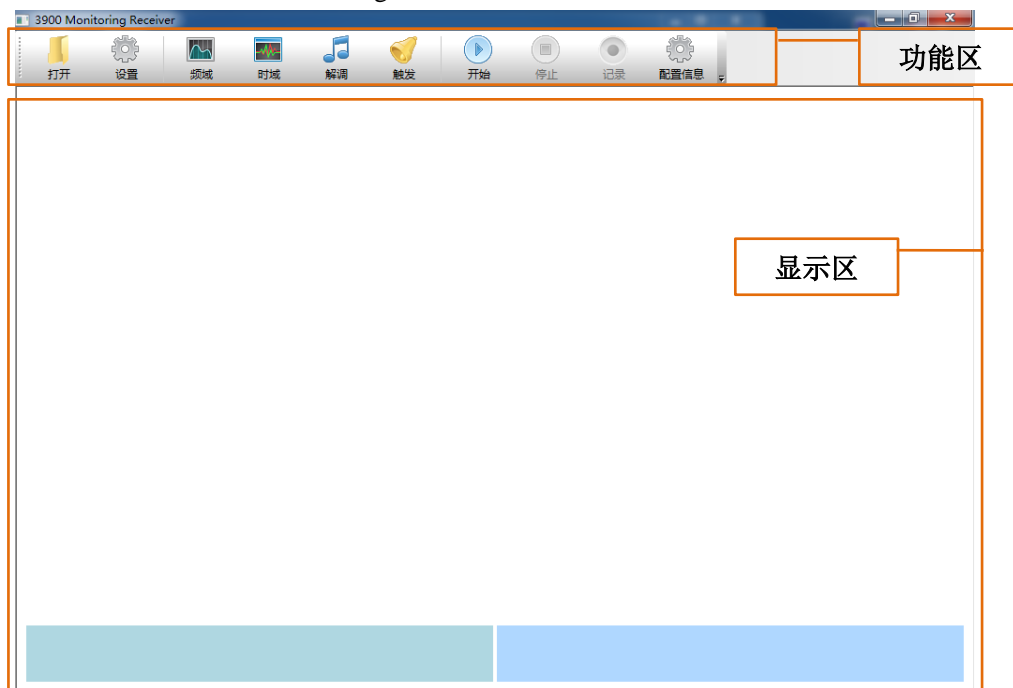 3900 Monitoring Receiver
打开 设置 频域 时域 解调 触发 开始 停止 记录 配置信息
功能区
显示区